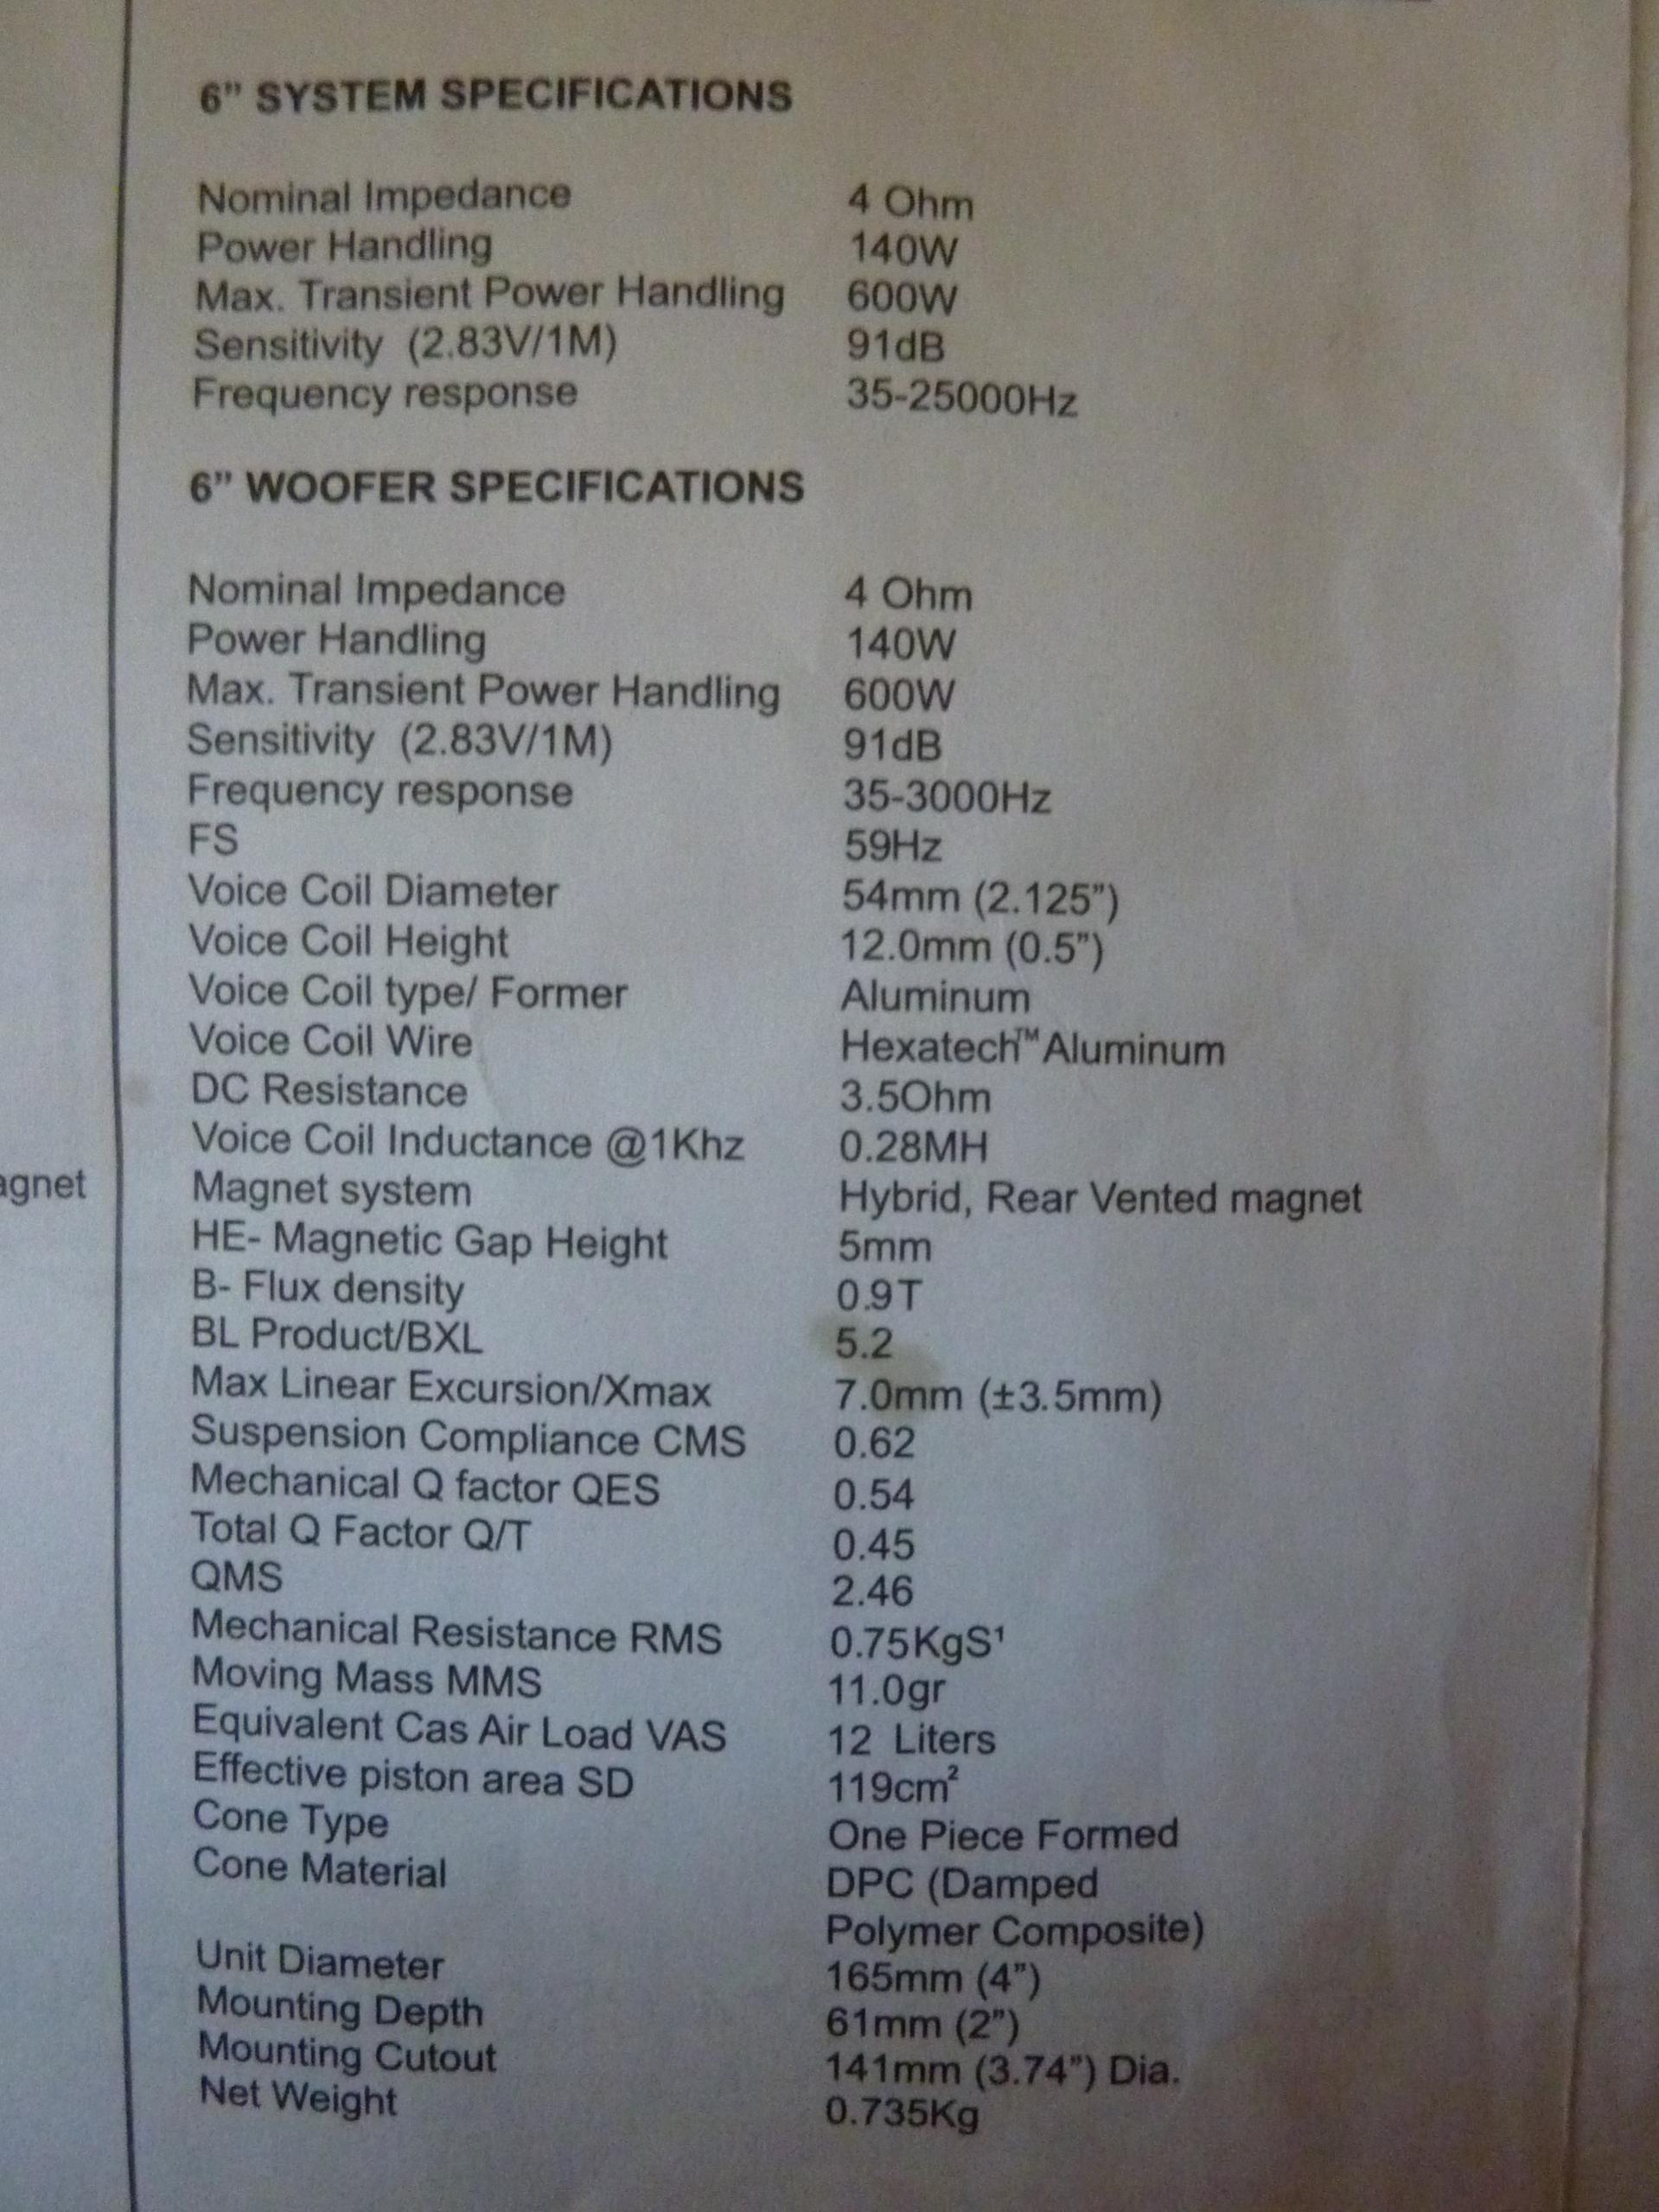 6” SYSTEM SPECIFICATIONS
Nominal Impedance 4 Ohm
Power Handling 140W
Max. Transient Power Handling 600W
Sensitivity (2.83V/1M) 91dB
Frequency response 35-25000Hz
6” WOOFER SPECIFICATIONS
Nominal Impedance 4 Ohm
Power Handling 140W
Max. Transient Power Handling 600W
Sensitivity (2.83V/1M) 91dB
Frequency response 35-3000Hz
FS 59Hz
Voice Coil Diameter 54mm (2.125”)
Voice Coil Height 12.0mm (0.5”)
Voice Coil type/ Former Aluminum
Voice Coil Wire Hexatech™ Aluminum
DC Resistance 3.5Ohm
Voice Coil Inductance @1Khz 0.28MH
agnet Magnet system Hybrid, Rear Vented magnet
HE- Magnetic Gap Height 5mm
B- Flux density 0.9T
BL Product/BXL 5.2
Max Linear Excursion/Xmax 7.0mm (±3.5mm)
Suspension Compliance CMS 0.62
Mechanical Q factor QES 0.54
Total Q Factor Q/T 0.45
QMS 2.46
Mechanical Resistance RMS 0.75KgS¹
Moving Mass MMS 11.0gr
Equivalent Cas Air Load VAS 12 Liters
Effective piston area SD 119cm²
Cone Type One Piece Formed
Cone Material DPC (Damped
Polymer Composite)
Unit Diameter 165mm (4”)
Mounting Depth 61mm (2”)
Mounting Cutout 141mm (3.74”) Dia.
Net Weight 0.735Kg